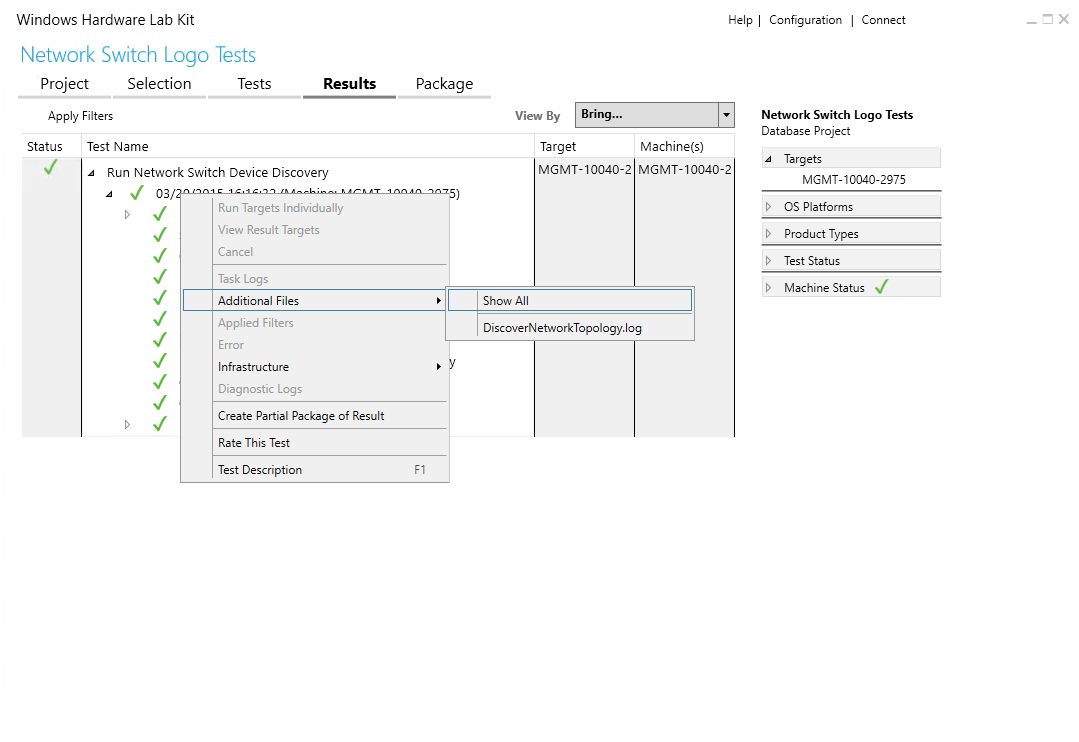 Windows Hardware Lab Kit
Help | Configuration | Connect
Network Switch Logo Tests
Project Selection Tests Results Package
Apply Filters
View By Bring...
Status Test Name Target Machine(s)
Run Network Switch Device Discovery MGMT-10040-2 MGMT-10040-2
03/20/2015 16:16:22 (Machine: MGMT-10040-2975)
Run Targets Individually
View Result Targets
Cancel
Task Logs
Additional Files
Show All
DiscoverNetworkTopology.log
Applied Filters
Error
Infrastructure
y
Diagnostic Logs
Create Partial Package of Result
Rate This Test
Test Description F1
Network Switch Logo Tests
Database Project
Targets
MGMT-10040-2975
OS Platforms
Product Types
Test Status
Machine Status